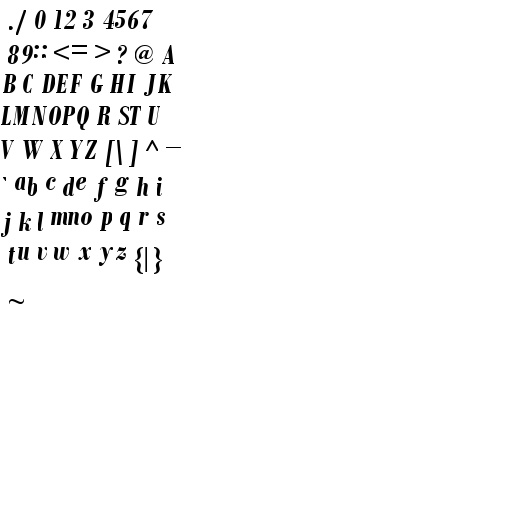 ./ 0 12 3 4567
89:: <= > ? @ A
B C DEF G HI JK
LMNOPQ R ST U
V W X YZ [\ ] ^ —
` ab c de f g h i
j k l mno p q r s
tu v w x yz {|}
~